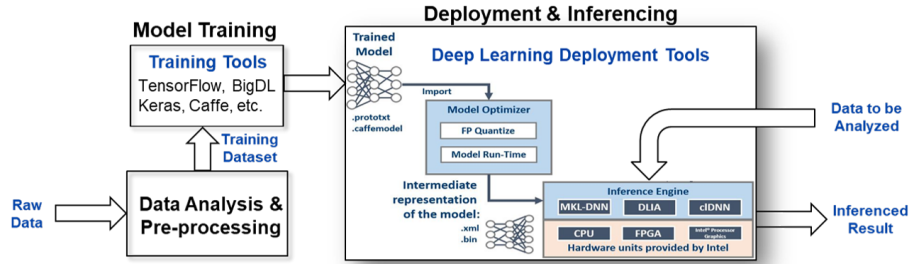 Deployment & Inferencing
Model Training
Training Tools
TensorFlow, BigDL
Keras, Caffe, etc.
Training
Dataset
Raw
Data
Data Analysis &
Pre-processing
Trained
Model
Deep Learning Deployment Tools
Import
.prototxt
.caffemodel
Model Optimizer
FP Quantize
Model Run-Time
Intermediate
representation
of the model:
.xml
.bin
Data to be
Analyzed
Inference Engine
MKL-DNN DLIA clDNN
CPU FPGA Intel® Processor
Graphics
Hardware units provided by Intel
Inferenced
Result